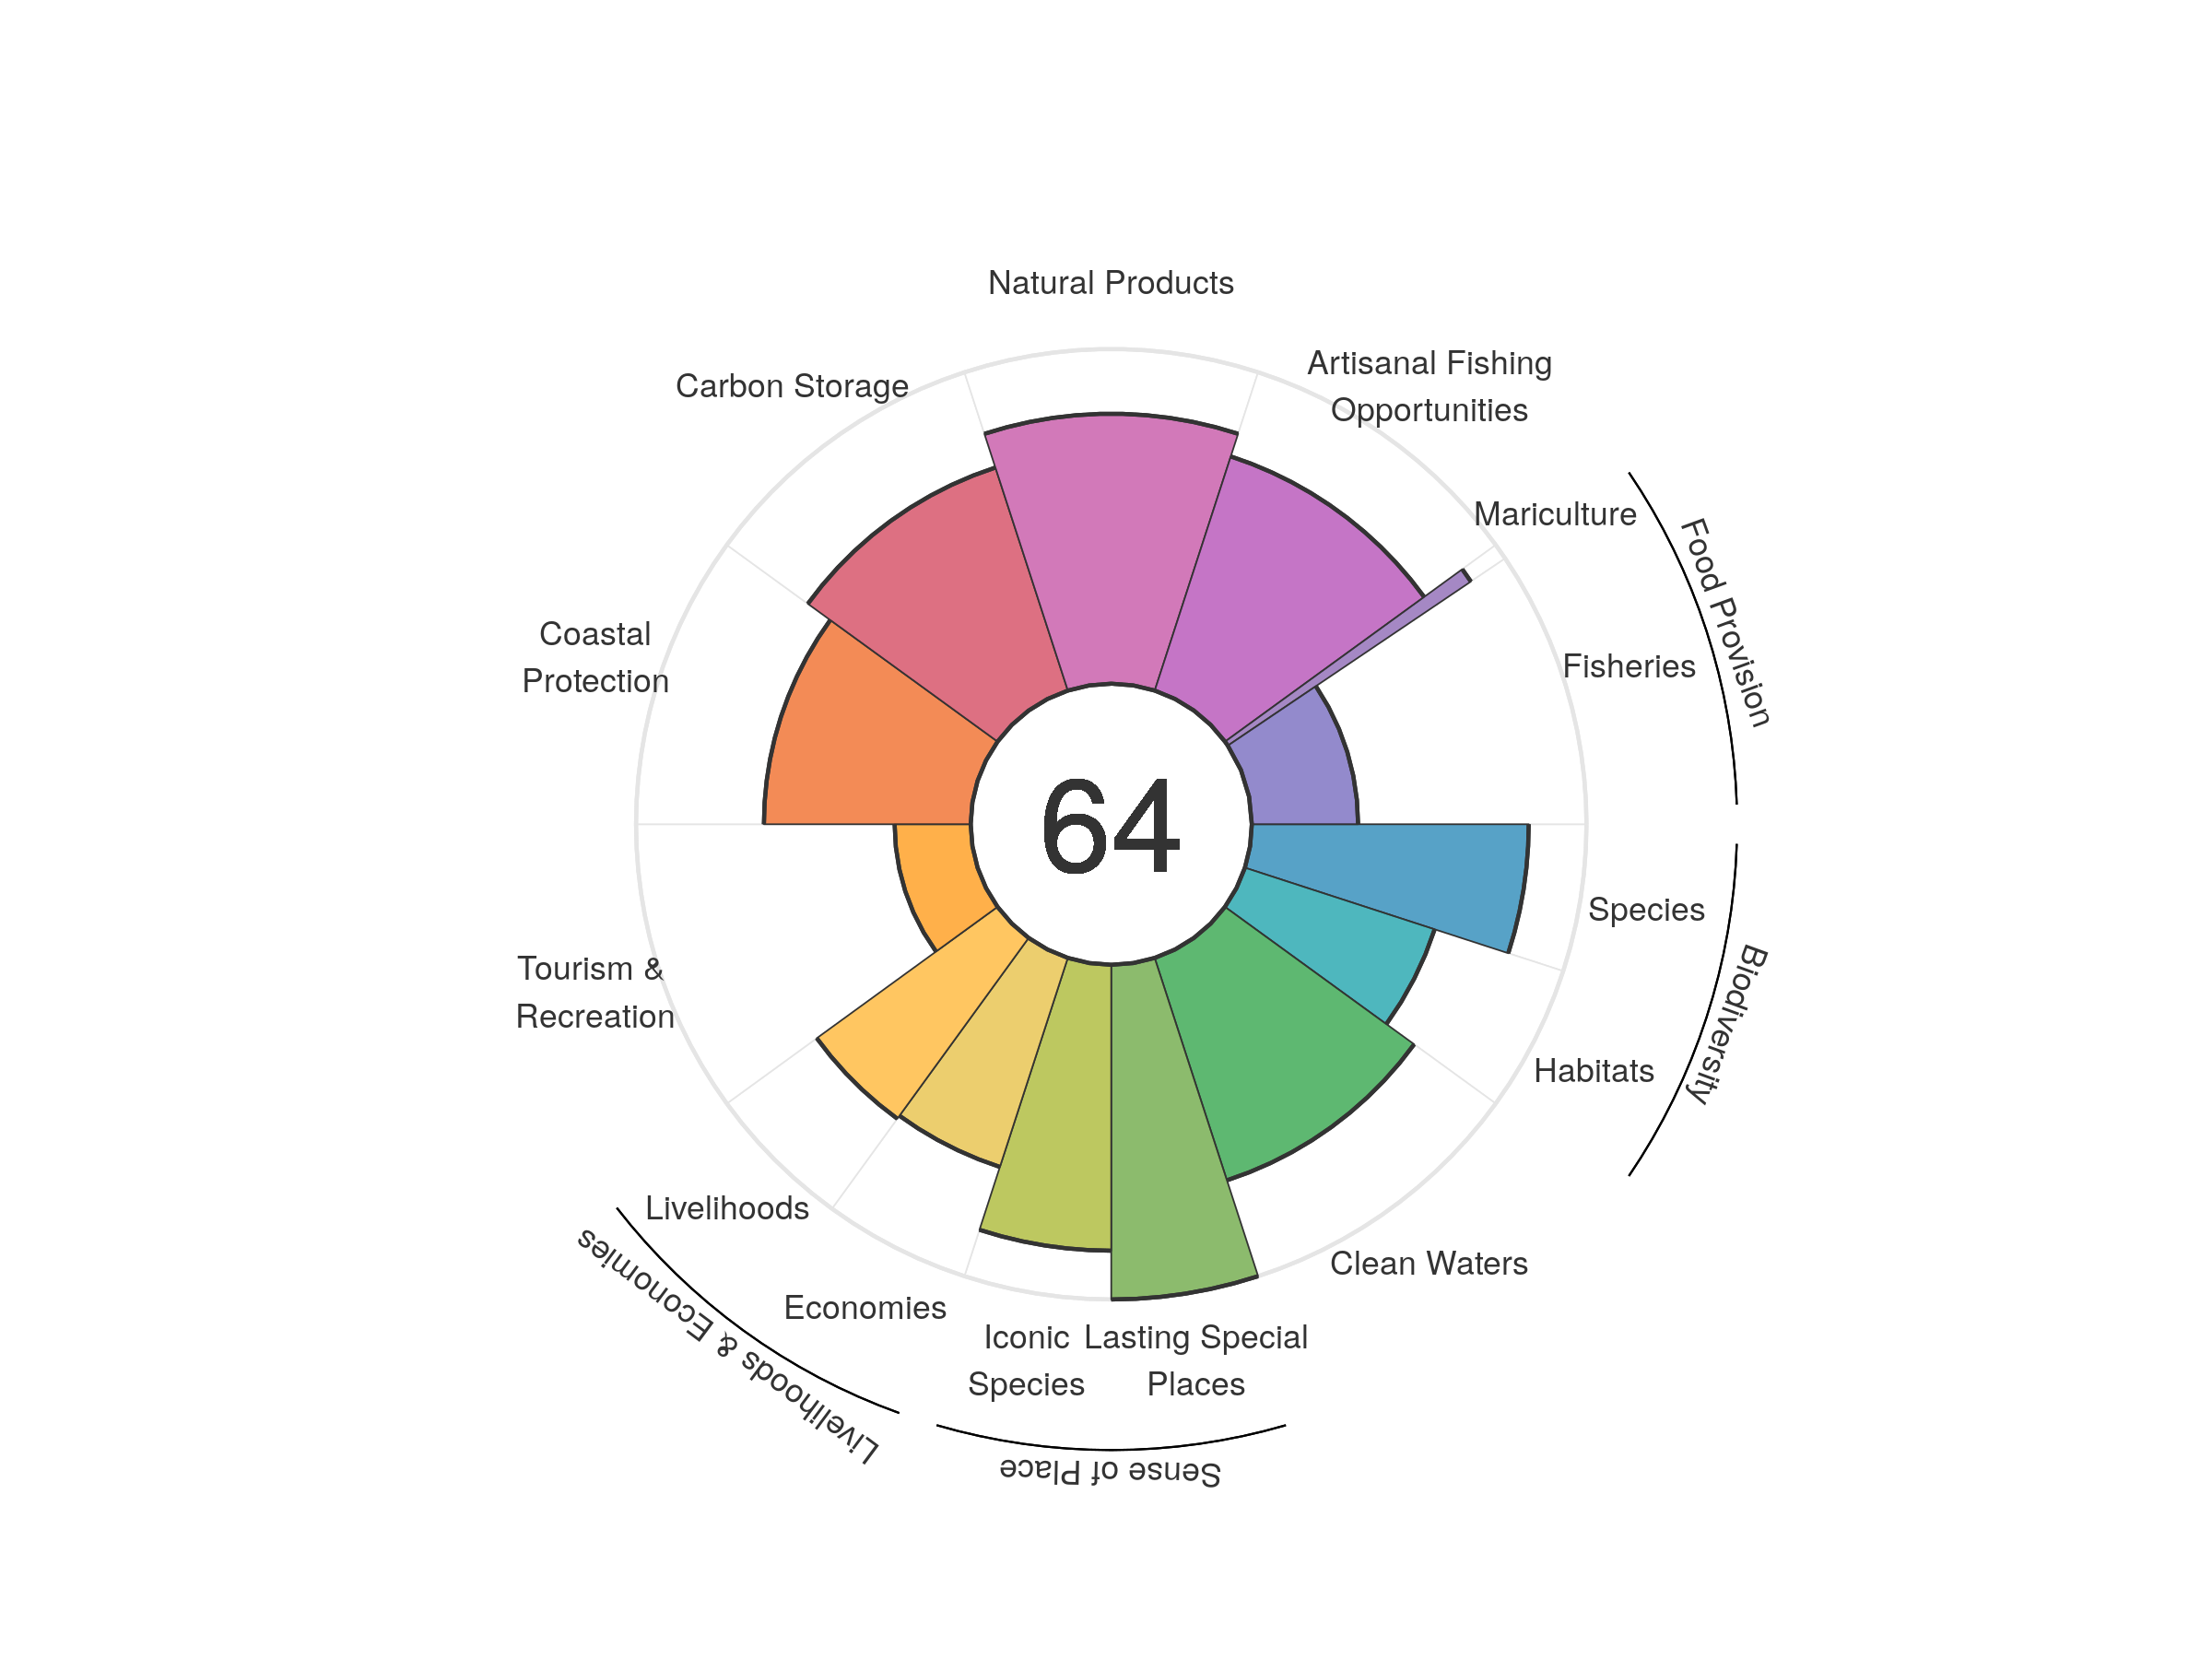 Natural Products
Artisanal Fishing
Opportunities
Carbon Storage
Mariculture
Food Provision
Coastal
Protection
Fisheries
64
Species
Biodiversity
Tourism &
Recreation
Habitats
Livelihoods
Livelihoods & Economies
Clean Waters
Economies
Iconic
Species
Lasting Special
Places
Sense of Place